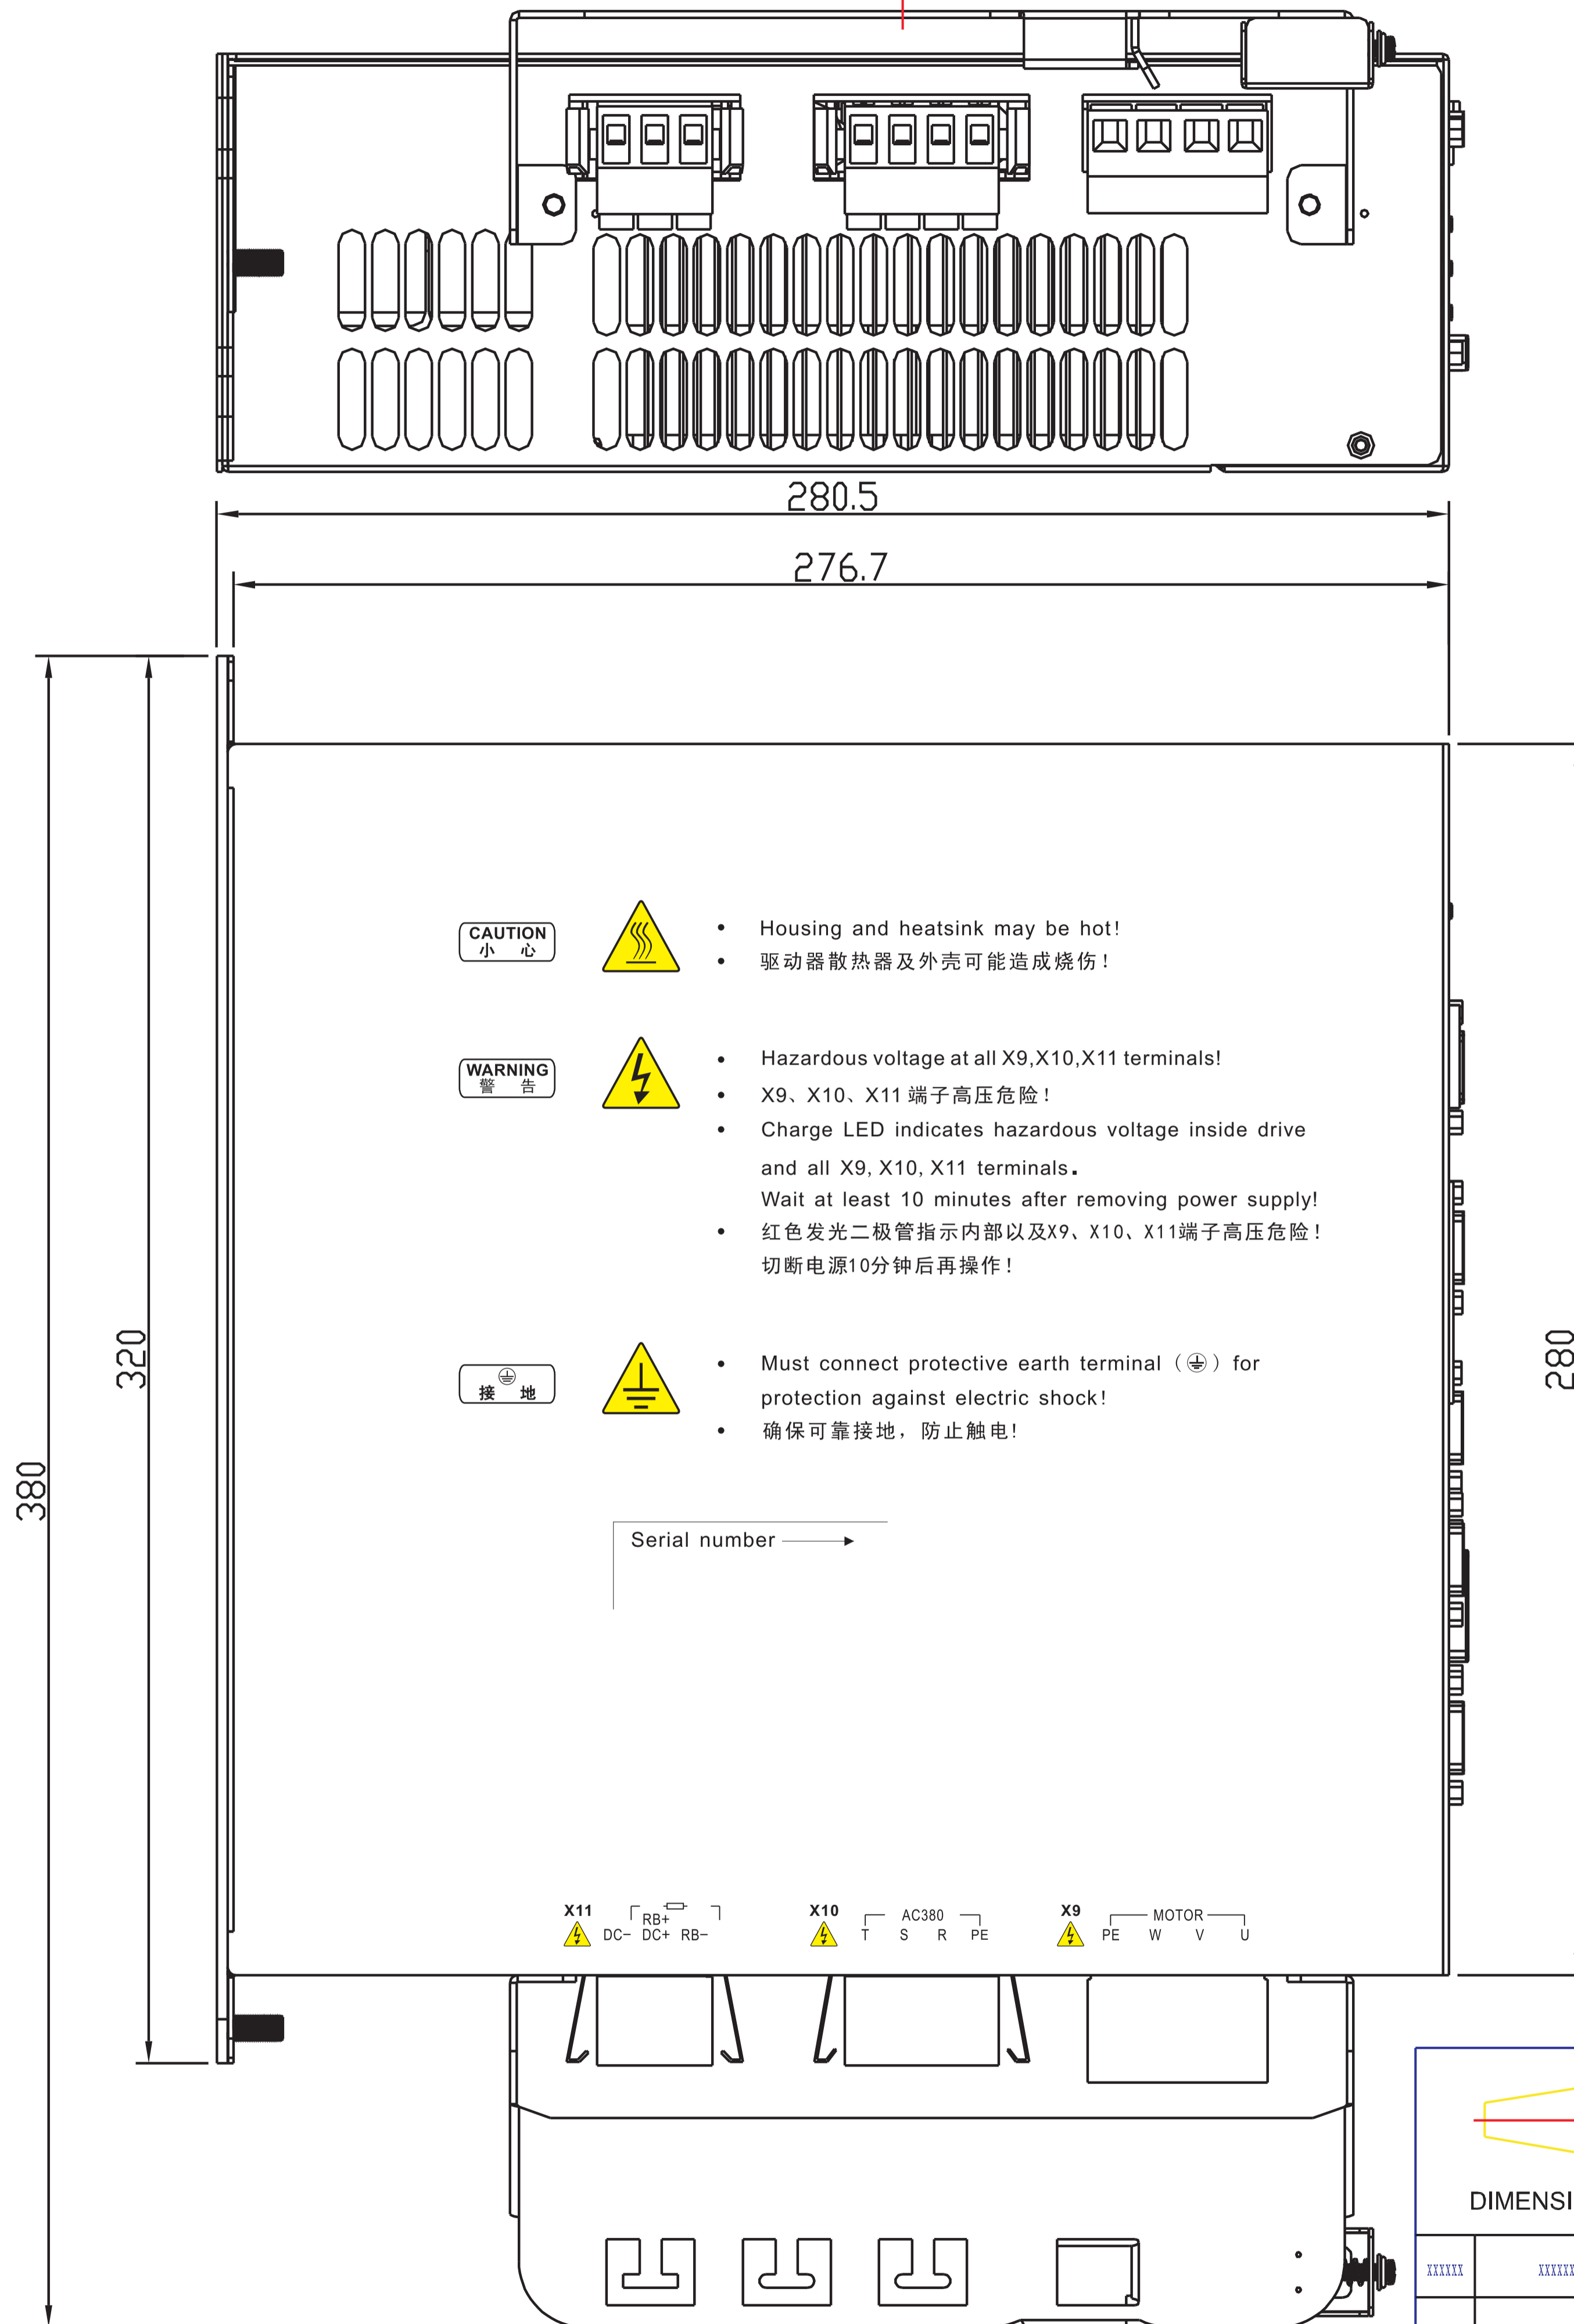 280.5
276.7
CAUTION
小 心
Housing and heatsink may be hot!
驱动器散热器及外壳可能造成烧伤！
WARNING
警 告
Hazardous voltage at all X9,X10,X11 terminals!
X9、X10、X11 端子高压危险！
Charge LED indicates hazardous voltage inside drive
and all X9, X10, X11 terminals.
Wait at least 10 minutes after removing power supply!
红色发光二极管指示内部以及X9、X10、X11端子高压危险！
切断电源10分钟后再操作！
320
280
接 地
Must connect protective earth terminal（⏚）for
protection against electric shock!
确保可靠接地，防止触电!
380
Serial number
X11
RB+
DC− DC+ RB−
X10
AC380
T S R PE
X9
MOTOR
PE W V U
XXXXXX